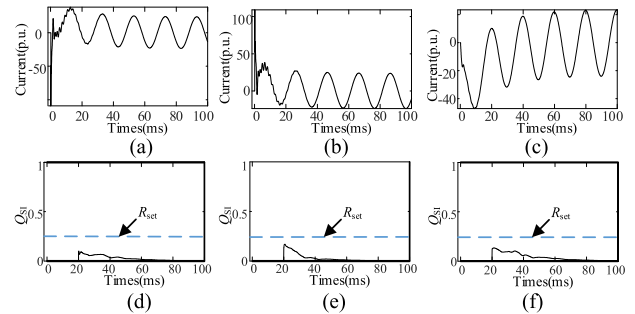 0
-50
Current(p.u.)
0 20 40 60 80 100
Times(ms)
(a)
100
50
0
Current(p.u.)
0 20 40 60 80 100
Times(ms)
(b)
0
-20
-40
Current(p.u.)
0 20 40 60 80 100
Times(ms)
(c)
1
0.5
0
QSI
Rset
0 20 40 60 80 100
Times(ms)
(d)
1
0.5
0
QSI
Rset
0 20 40 60 80 100
Times(ms)
(e)
1
0.5
0
QSI
Rset
0 20 40 60 80 100
Times(ms)
(f)